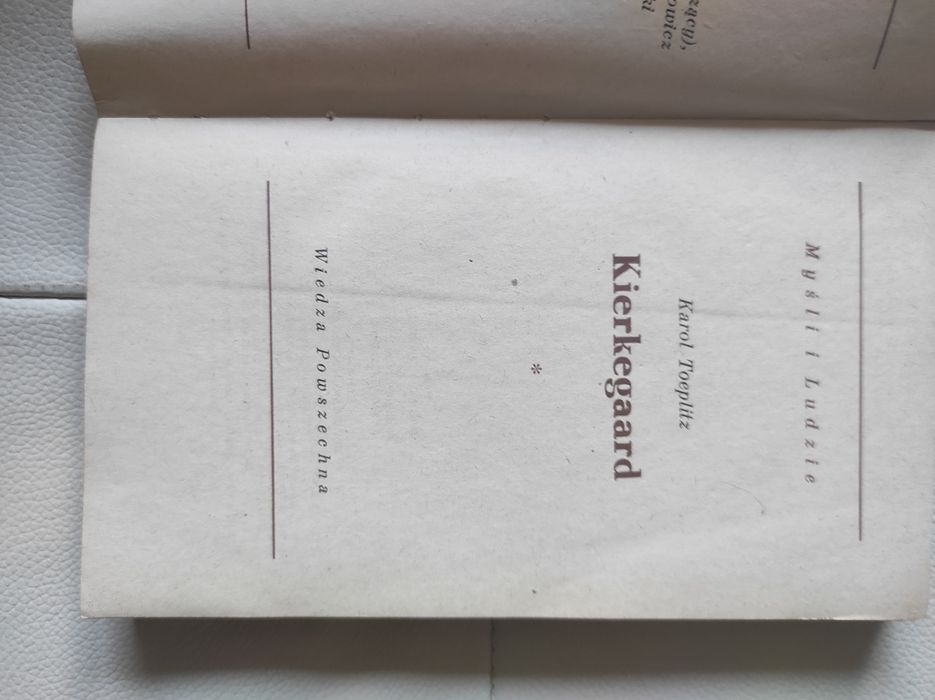 Myśli i Ludzie
Karol Toeplitz
Kierkegaard
*
Wiedza Powszechna